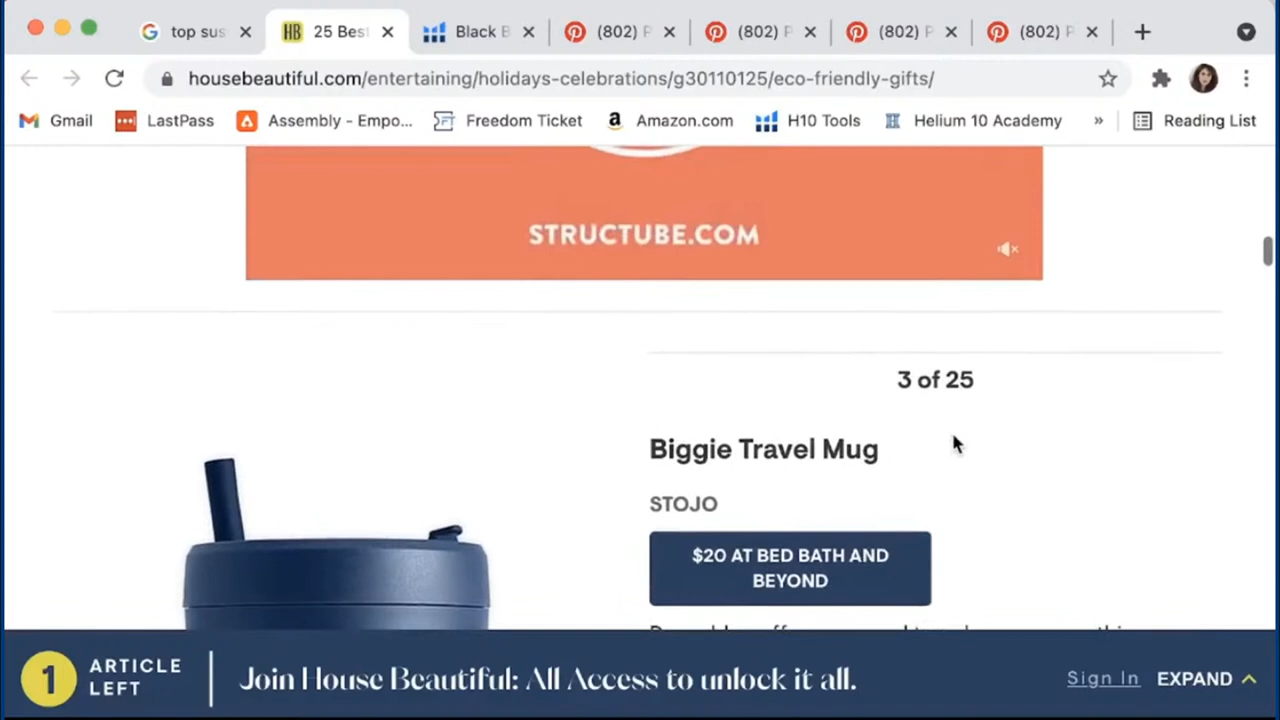 top sus
25 Best
Black B
(802) P
(802) P
(802) P
(802) P
housebeautiful.com/entertaining/holidays-celebrations/g30110125/eco-friendly-gifts/
Gmail
LastPass
Assembly - Empo...
Freedom Ticket
Amazon.com
H10 Tools
Helium 10 Academy
»
Reading List
STRUCTUBE.COM
3 of 25
Biggie Travel Mug
STOJO
$20 AT BED BATH AND
BEYOND
1 ARTICLE
LEFT
Join House Beautiful: All Access to unlock it all.
Sign In
EXPAND